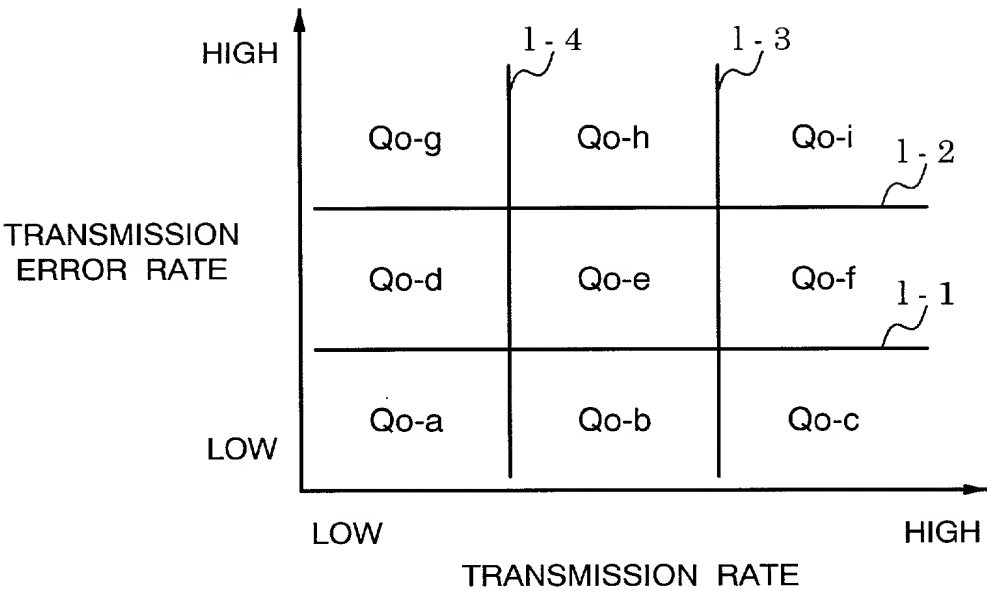 HIGH
1 - 4
1 - 3
Qo-g
Qo-h
Qo-i
1 - 2
TRANSMISSION
ERROR RATE
Qo-d
Qo-e
Qo-f
1 - 1
Qo-a
Qo-b
Qo-c
LOW
LOW
HIGH
TRANSMISSION RATE